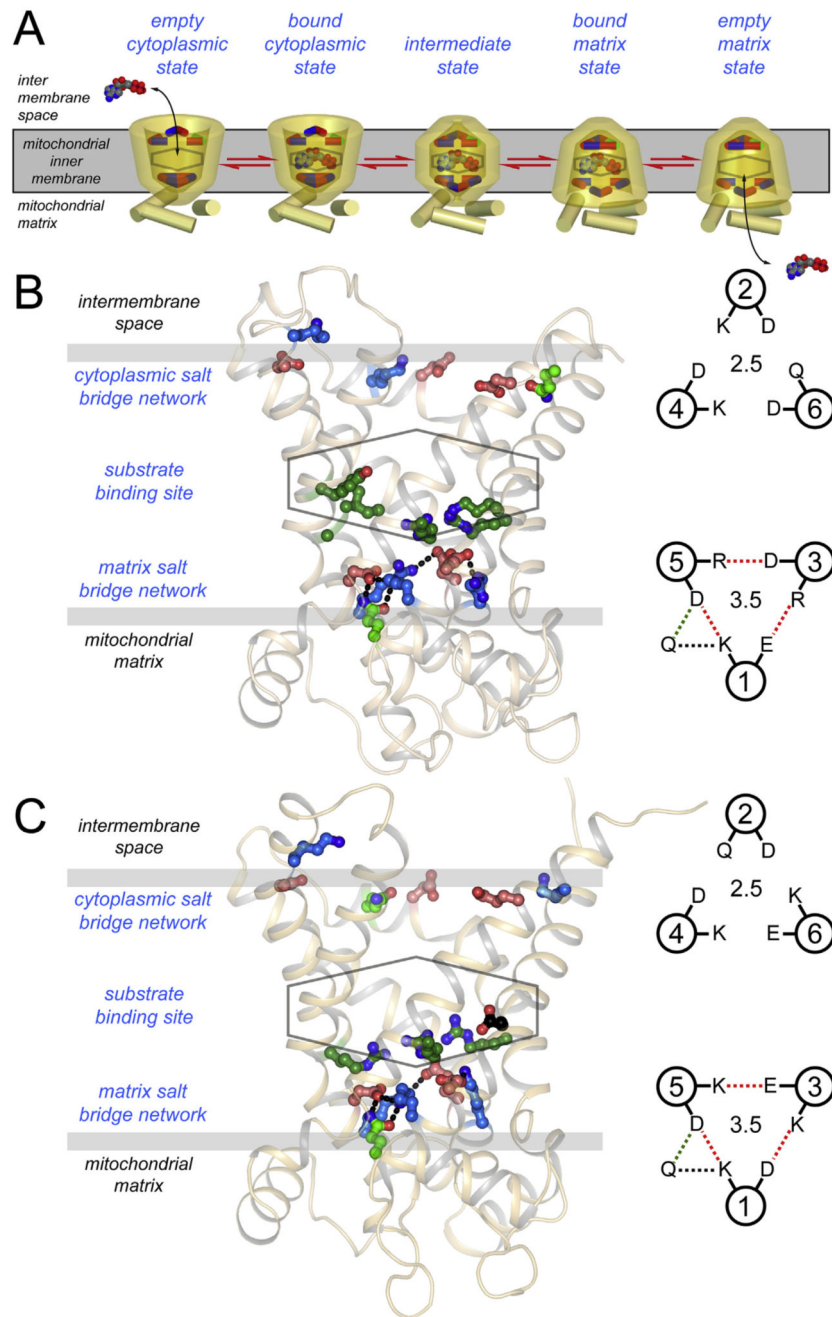 A
empty
cytoplasmic
state
bound
cytoplasmic
state
intermediate
state
bound
matrix
state
empty
matrix
state
inter
membrane
space
mitochondrial
inner
membrane
mitochondrial
matrix
B
intermembrane
space
cytoplasmic salt
bridge network
substrate
binding site
matrix salt
bridge network
mitochondrial
matrix
2
K D
D 2.5 Q
4 K D 6
5 R D 3
D 3.5 R
Q K E
1
C
intermembrane
space
cytoplasmic salt
bridge network
substrate
binding site
matrix salt
bridge network
mitochondrial
matrix
2
Q D
D 2.5 K
4 K E 6
5 K E 3
D 3.5 K
Q K D
1